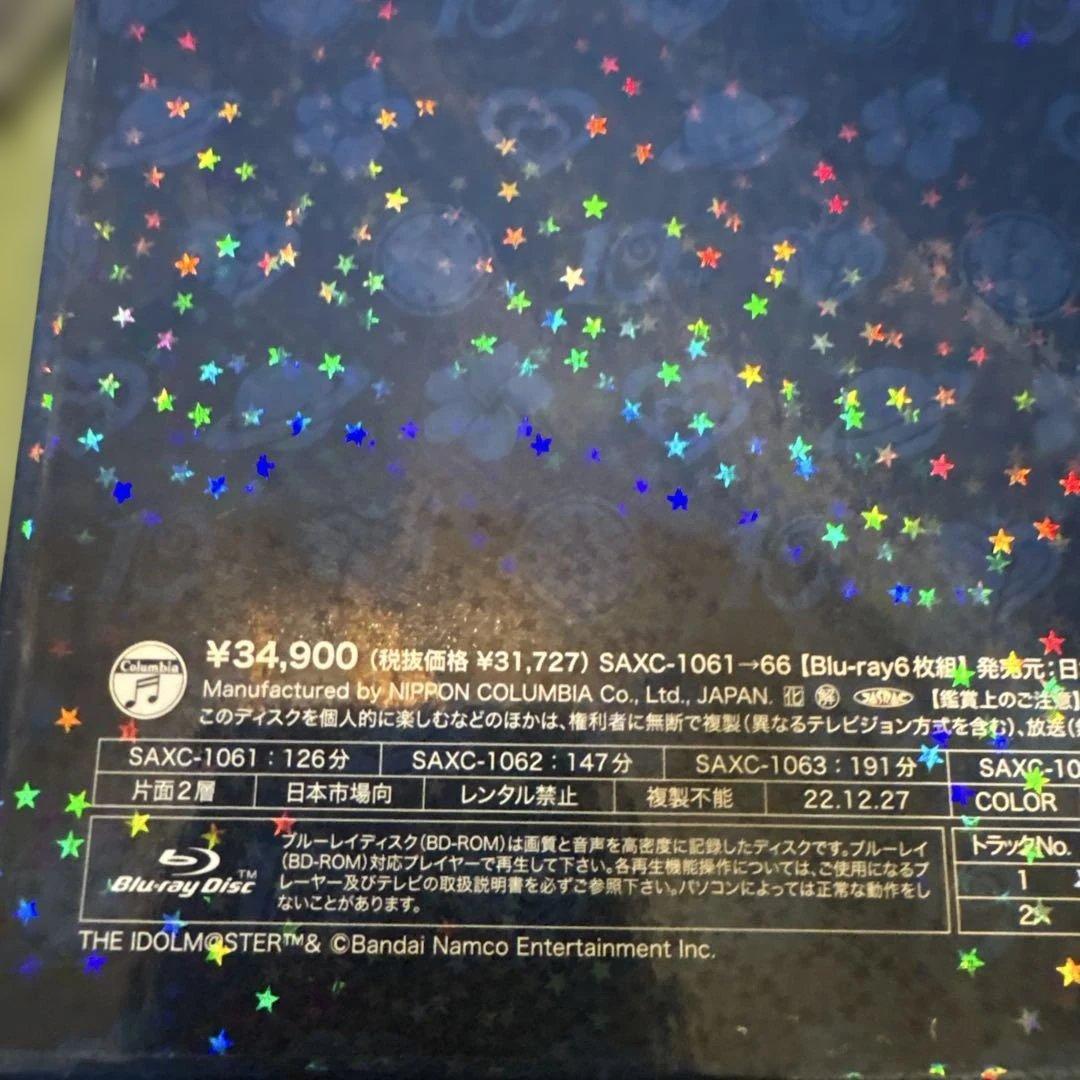 Columbia
¥34,900（税抜価格 ¥31,727）SAXC-1061→66【Blu-ray6枚組】発売元：日
Manufactured by NIPPON COLUMBIA Co., Ltd., JAPAN. JASRAC 【鑑賞上のご注意】
このディスクを個人的に楽しむなどのほかは、権利者に無断で複製（異なるテレビジョン方式を含む）、放送（
SAXC-1061：126分 SAXC-1062：147分 SAXC-1063：191分 SAXC-10
片面2層 日本市場向 レンタル禁止 複製不能 22.12.27 COLOR
Blu-ray Disc™
ブルーレイディスク（BD-ROM）は画質と音声を高密度に記録したディスクです。ブルーレイ
（BD-ROM）対応プレイヤーで再生して下さい。各再生機能操作については、ご使用になるプ
レーヤー及びテレビの取扱説明書を必ずご参照下さい。パソコンによっては正常な動作をし
ないことがあります。
トラックNo.
1
2
THE IDOLM@STER™& ©Bandai Namco Entertainment Inc.